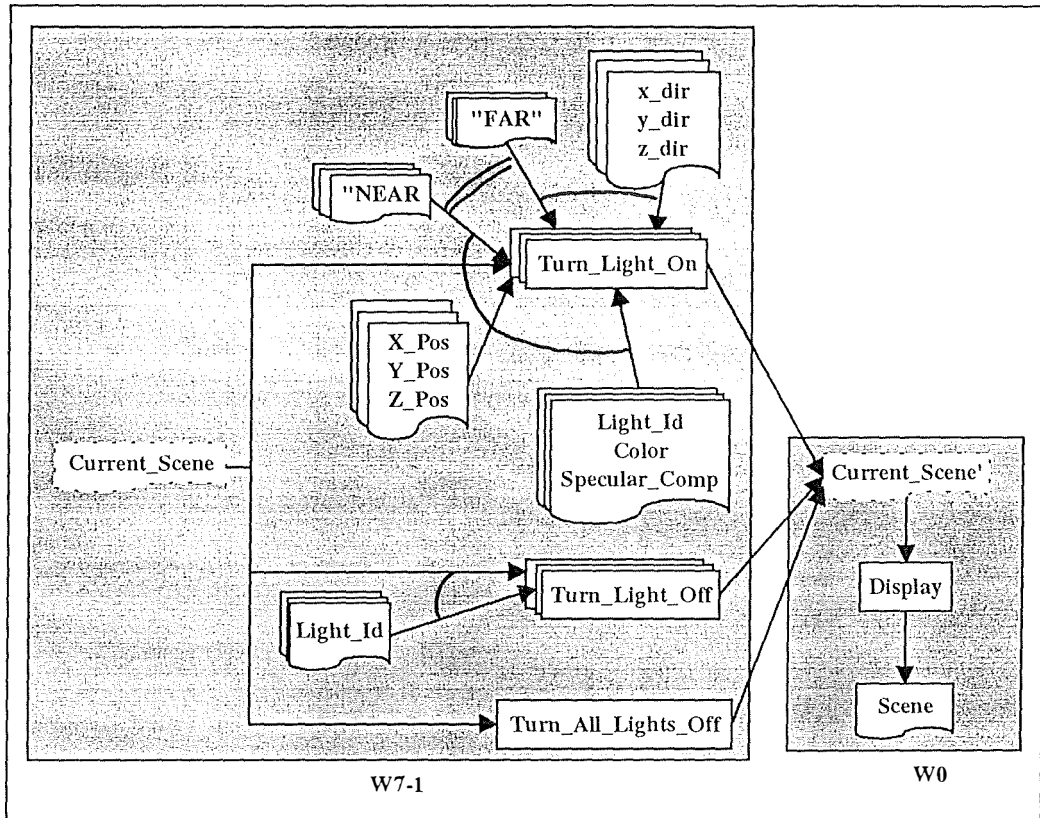 x_dir
y_dir
z_dir
"FAR"
"NEAR
Turn_Light_On
X_Pos
Y_Pos
Z_Pos
Light_Id
Color
Specular_Comp
Current_Scene
Current_Scene'
Turn_Light_Off
Display
Light_Id
Scene
Turn_All_Lights_Off
W7-1
W0